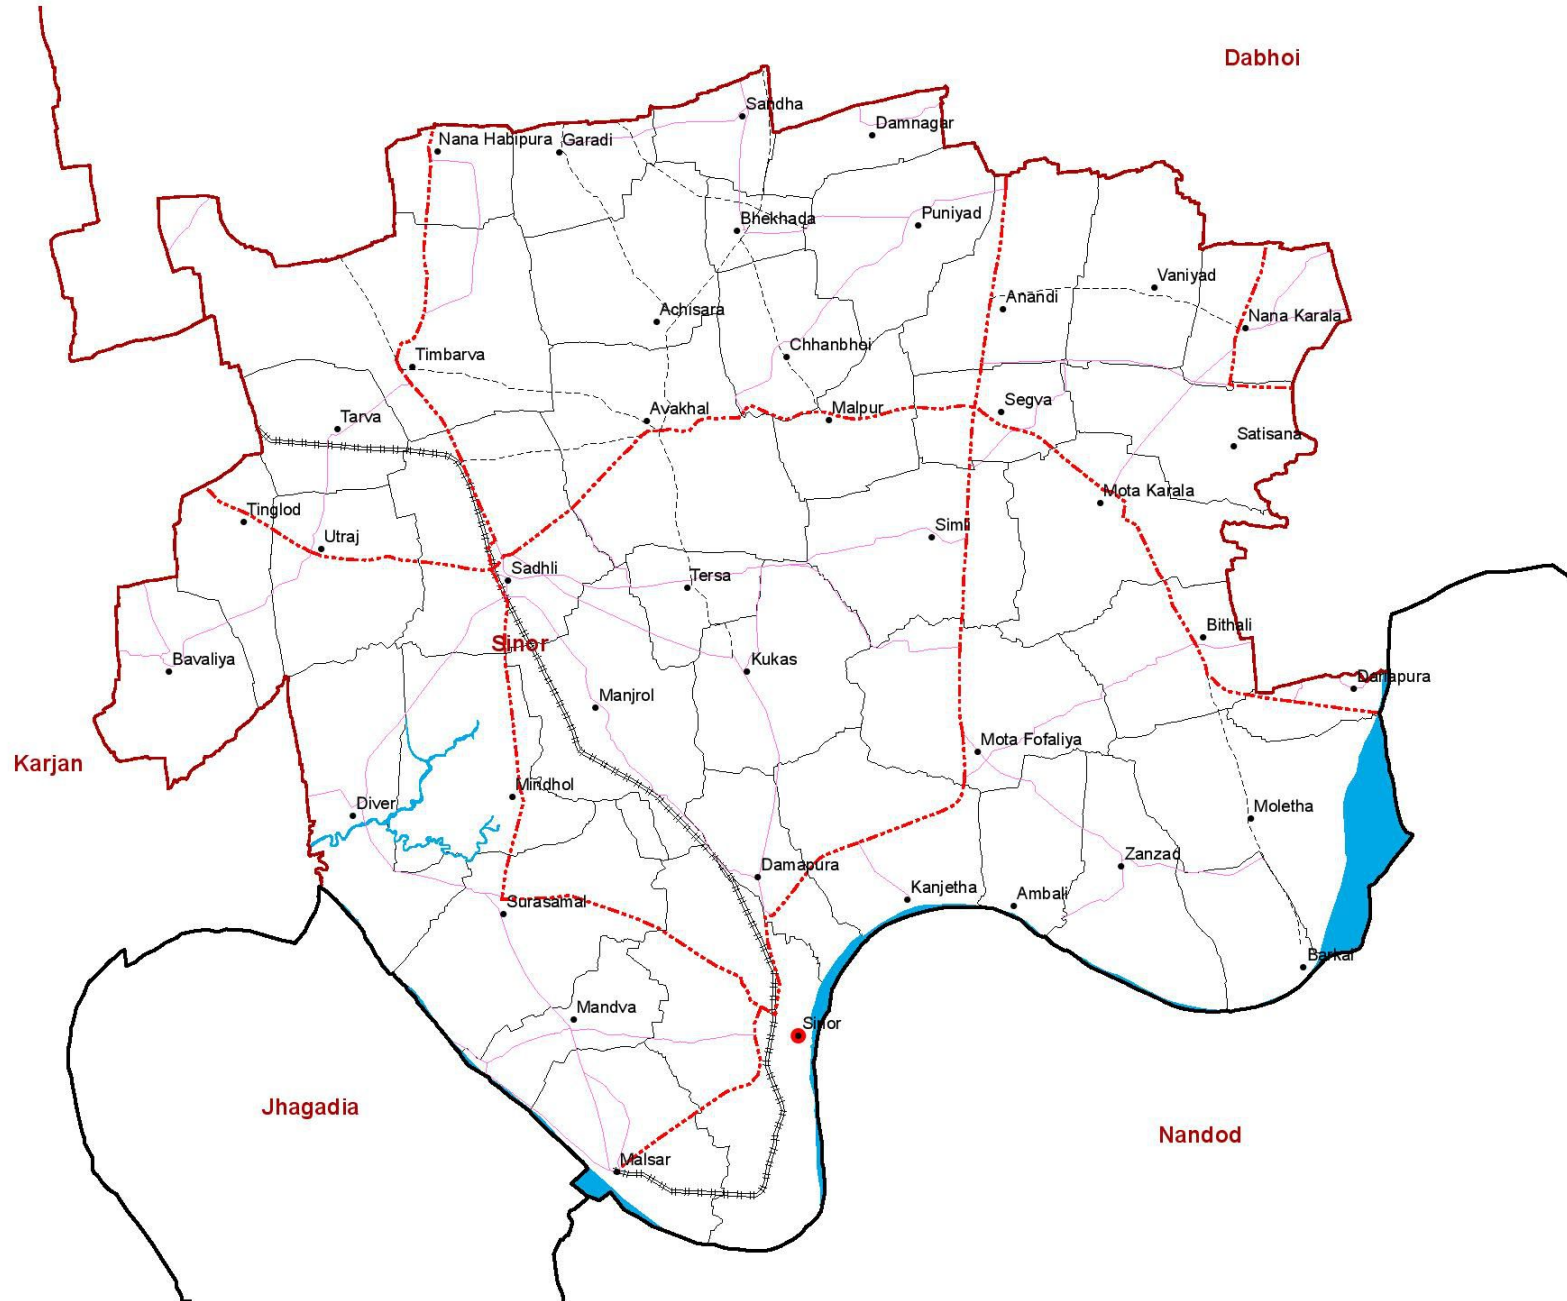 Dabhoi
Sandha
Damnagar
Nana Habipura
Garadi
Bhekhada
Puniyad
Vaniyad
Anandi
Achisara
Nana Karala
Chhanbhoi
Timbarva
Segva
Avakhal
Malpur
Tarva
Satisana
Mota Karala
Tinglod
Simli
Utraj
Sadhli
Tersa
Bithali
Sinor
Bavaliya
Kukas
Dariapura
Manjrol
Mota Fofaliya
Karjan
Mindhol
Diver
Moletha
Zanzad
Damapura
Kanjetha
Ambali
Surasamal
Barkal
Mandva
Sinor
Jhagadia
Nandod
Malsar